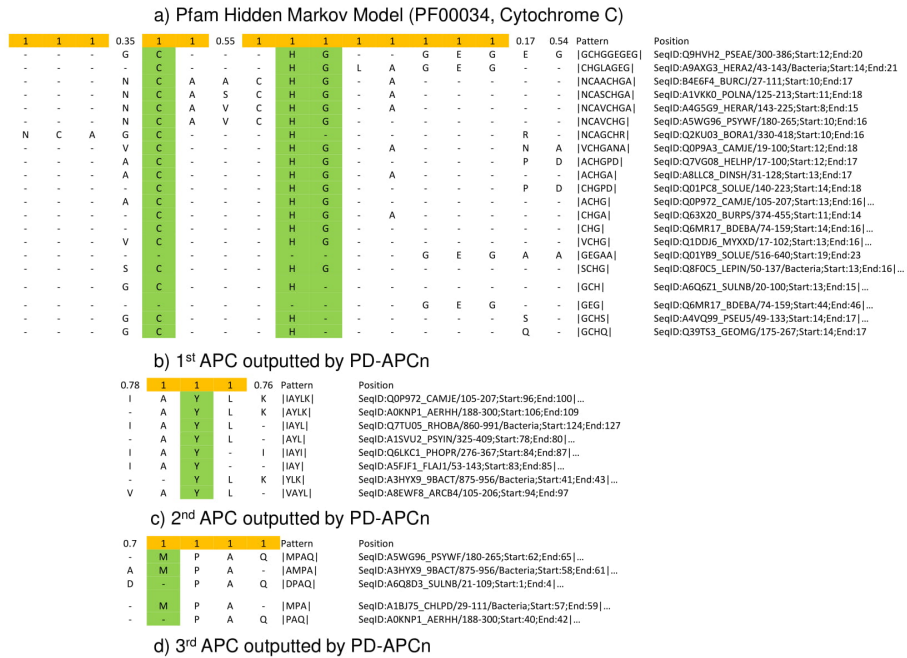 a) Pfam Hidden Markov Model (PF00034, Cytochrome C)
1 1 1 0.35 1 1 0.55 1 1 1 1 1 1 1 1 0.17 0.54 Pattern Position
- - - G C - - - H G - - G E G E G |GCHGGEGEG| SeqID:Q9HVH2_PSEAE/300-386;Start:12;End:20
- - - - C - - - H G L A G E G - - |CHGLAGEG| SeqID:A9AXG3_HERA2/43-143/Bacteria;Start:14;End:21
- - - N C A A C H G - A - - - - - |NCAACHGA| SeqID:B4E6F4_BURCJ/27-111;Start:10;End:17
- - - N C A S C H G - A - - - - - |NCASCHGA| SeqID:A1VKK0_POLNA/125-213;Start:11;End:18
- - - N C A V C H G - A - - - - - |NCAVCHGA| SeqID:A4G5G9_HERAR/143-225;Start:8;End:15
- - - N C A V C H G - - - - - - - |NCAVCHG| SeqID:A5WG96_PSYWF/180-265;Start:10;End:16
N C A G C - - - H - - - - - - R - |NCAGCHR| SeqID:Q2KU03_BORA1/330-418;Start:10;End:16
- - - V C - - - H G - A - - - N A |VCHGANA| SeqID:Q0P9A3_CAMJE/19-100;Start:12;End:18
- - - A C - - - H G - - - - - P D |ACHGPD| SeqID:Q7VG08_HELHP/17-100;Start:12;End:17
- - - A C - - - H G - A - - - - - |ACHGA| SeqID:A8LLC8_DINSH/31-128;Start:13;End:17
- - - - C - - - H G - - - - - P D |CHGPD| SeqID:Q01PC8_SOLUE/140-223;Start:14;End:18
- - - A C - - - H G - - - - - - - |ACHG| SeqID:Q0P972_CAMJE/105-207;Start:13;End:16|...
- - - - C - - - H G - A - - - - - |CHGA| SeqID:Q63X20_BURPS/374-455;Start:11;End:14
- - - - C - - - H G - - - - - - - |CHG| SeqID:Q6MR17_BDEBA/74-159;Start:14;End:16|...
- - - V C - - - H G - - - - - - - |VCHG| SeqID:Q1DDJ6_MYXXD/17-102;Start:13;End:16|...
- - - - - - - - - - - - G E G A A |GEGAA| SeqID:Q01YB9_SOLUE/516-640;Start:19;End:23
- - - S C - - - H G - - - - - - - |SCHG| SeqID:Q8F0C5_LEPIN/50-137/Bacteria;Start:13;End:16|...
- - - G C - - - H - - - - - - - - |GCH| SeqID:A6Q6Z1_SULNB/20-100;Start:13;End:15|...
- - - - - - - - - - - - G E G - - |GEG| SeqID:Q6MR17_BDEBA/74-159;Start:44;End:46|
- - - G C - - - H - - - - - - S - |GCHS| SeqID:A4VQ99_PSEU5/49-133;Start:14;End:17|...
- - - G C - - - H - - - - - - Q - |GCHQ| SeqID:Q39TS3_GEOMG/175-267;Start:14;End:17
b) 1st APC outputted by PD-APCn
0.78 1 1 1 0.76 Pattern Position
I A Y L K |IAYLK| SeqID:Q0P972_CAMJE/105-207;Start:96;End:100|...
- A Y L K |AYLK| SeqID:A0KNP1_AERHH/188-300;Start:106;End:109
I A Y L - |IAYL| SeqID:Q7TU05_RHOBA/860-991/Bacteria;Start:124;End:127
- A Y L - |AYL| SeqID:A1SVU2_PSYIN/325-409;Start:78;End:80|...
I A Y - I |IAYI| SeqID:Q6LKC1_PHOPR/276-367;Start:84;End:87|
I A Y - - |IAY| SeqID:A5FJF1_FLAJ1/53-143;Start:83;End:85|...
- - Y L K |YLK| SeqID:A3HYX9_9BACT/875-956/Bacteria;Start:41;End:43|...
V A Y L - |VAYL| SeqID:A8EWF8_ARCB4/105-206;Start:94;End:97
c) 2nd APC outputted by PD-APCn
0.7 1 1 1 1 Pattern Position
- M P A Q |MPAQ| SeqID:A5WG96_PSYWF/180-265;Start:62;End:65|...
A M P A - |AMPA| SeqID:A3HYX9_9BACT/875-956/Bacteria;Start:58;End:61|...
D - P A Q |DPAQ| SeqID:A6Q8D3_SULNB/21-109;Start:1;End:4|...
- M P A - |MPA| SeqID:A1BJ75_CHLPD/29-111/Bacteria;Start:57;End:59|...
- - P A Q |PAQ| SeqID:A0KNP1_AERHH/188-300;Start:40;End:42|...
d) 3rd APC outputted by PD-APCn